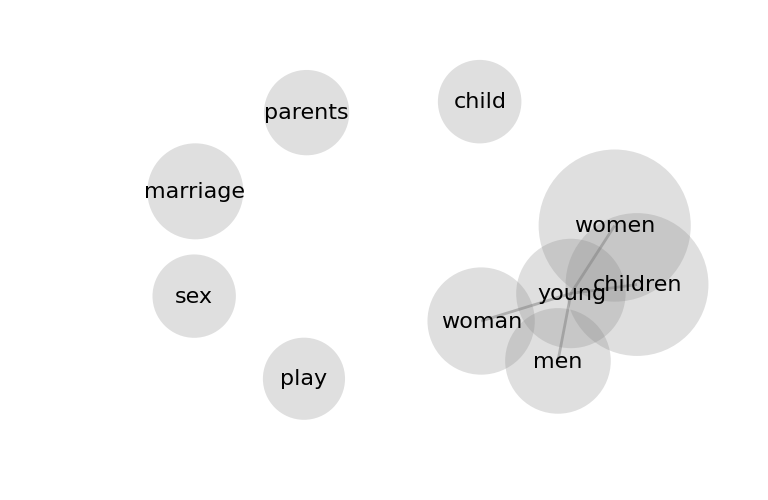 child
parents
marriage
women
children
young
sex
woman
men
play